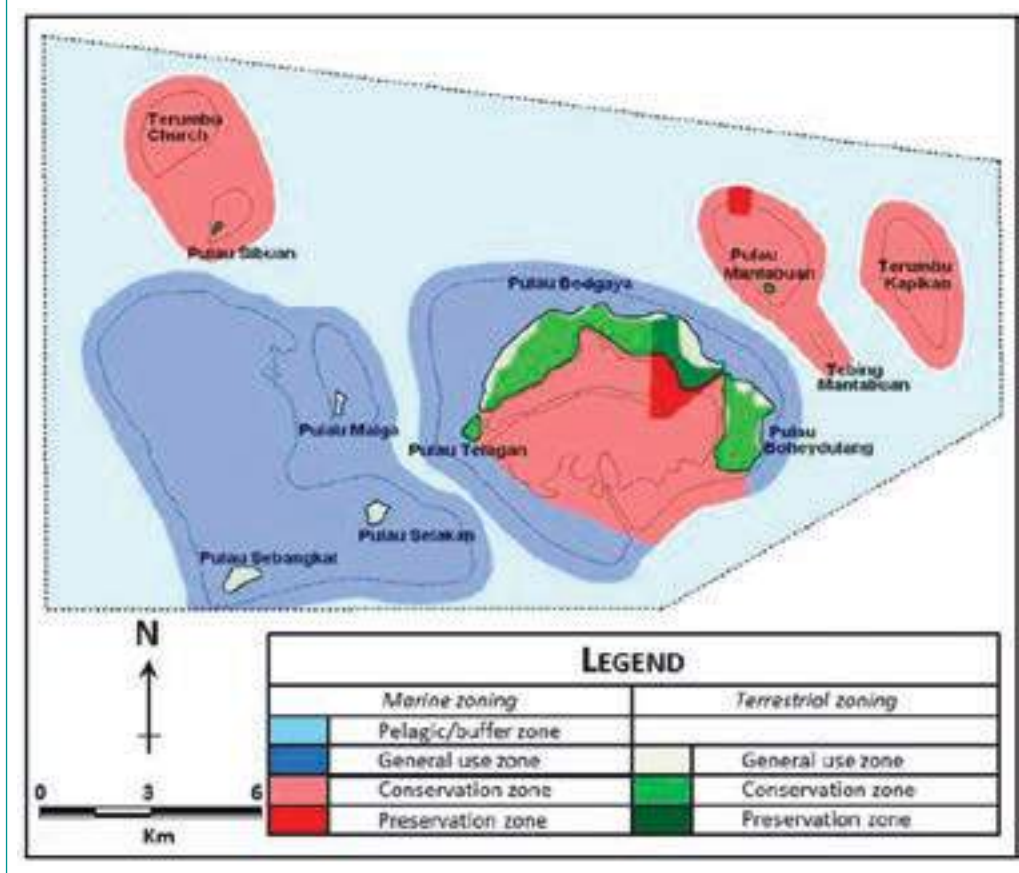 Terumbu
Church
Pulau Sibuan
Pulau Bodgaya
Pulau
Mantabuan
Terumbu
Kapikan
Tebing
Mantabuan
Pulau Maiga
Pulau Tetagan
Pulau
Boheydulang
Pulau Selakan
Pulau Sebangkat
N
0 3 6
Km
LEGEND
Marine zoning Terrestrial zoning
Pelagic/buffer zone
General use zone General use zone
Conservation zone Conservation zone
Preservation zone Preservation zone